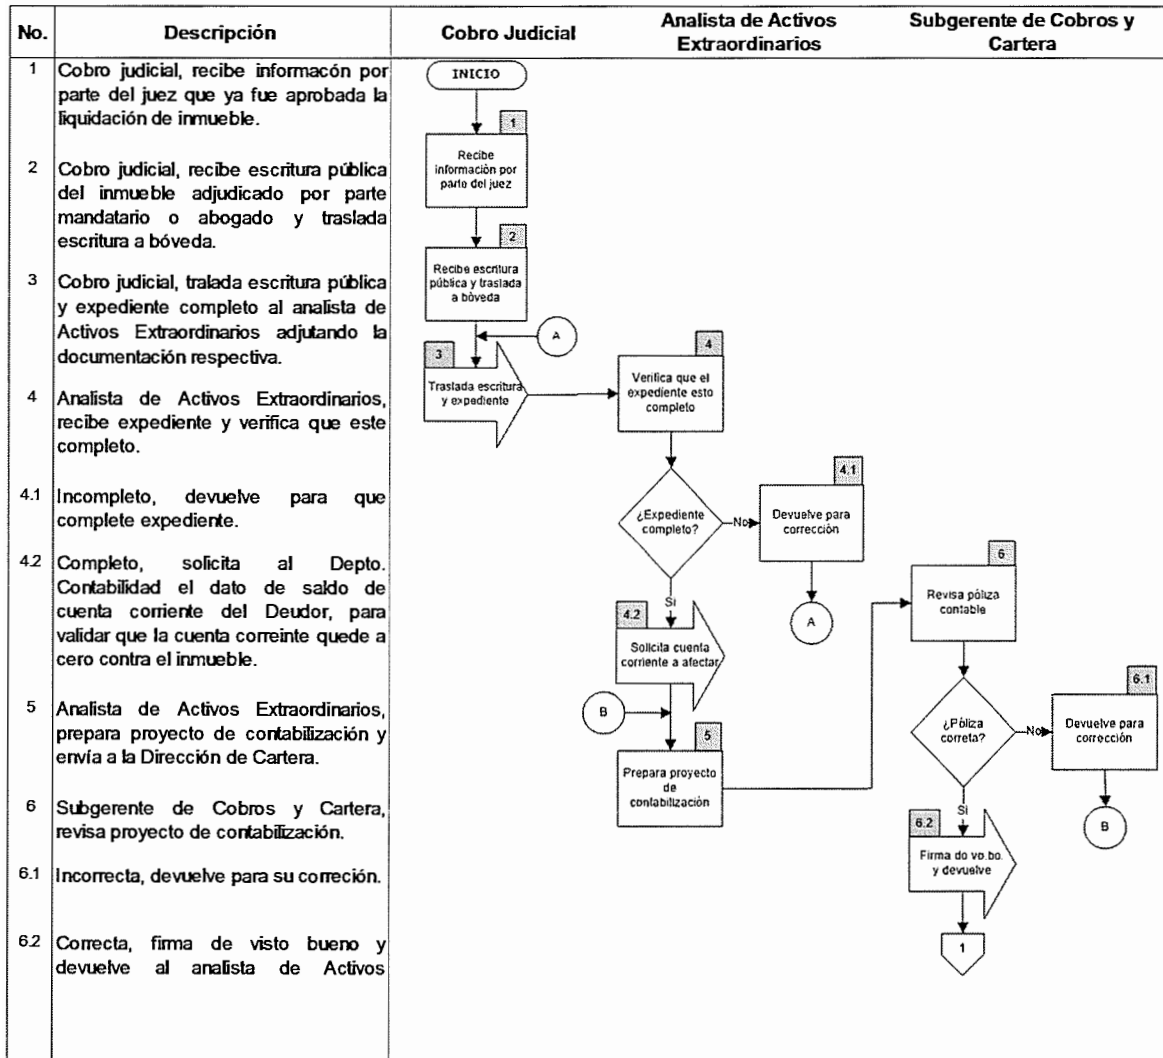 No.
Descripción
Cobro Judicial
Analista de Activos
Extraordinarios
Subgerente de Cobros y
Cartera
1
Cobro judicial, recibe informacón por
parte del juez que ya fue aprobada la
liquidación de inmueble.
2
Cobro judicial, recibe escritura pública
del inmueble adjudicado por parte
mandatario o abogado y traslada
escritura a bóveda.
3
Cobro judicial, tralada escritura pública
y expediente completo al analista de
Activos Extraordinarios adjutando la
documentación respectiva.
4
Analista de Activos Extraordinarios,
recibe expediente y verifica que este
completo.
4.1
Incompleto, devuelve para que
complete expediente.
4.2
Completo, solicita al Depto.
Contabilidad el dato de saldo de
cuenta corriente del Deudor, para
validar que la cuenta correinte quede a
cero contra el inmueble.
5
Analista de Activos Extraordinarios,
prepara proyecto de contabilización y
envía a la Dirección de Cartera.
6
Subgerente de Cobros y Cartera,
revisa proyecto de contabilización.
6.1
Incorrecta, devuelve para su correción.
6.2
Correcta, firma de visto bueno y
devuelve al analista de Activos
INICIO
1
Recibe
información por
parte del juez
2
Recibe escritura
pública y traslada
a bóveda
A
3
Traslada escritura
y expediente
4
Verifica que el
expediente esto
completo
¿Expediente
completo?
No
4.1
Devuelve para
corrección
A
Si
4.2
Solicita cuenta
corriente a afectar
B
5
Prepara proyecto
de
contabilización
6
Revisa póliza
contable
¿Póliza
correta?
No
6.1
Devuelve para
corrección
B
Si
6.2
Firma do vo.bo.
y devuelve
1